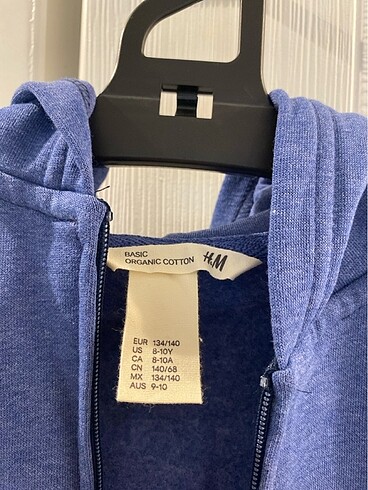 BASIC
ORGANIC COTTON H&M
EUR 134/140
US 8-10Y
CA 8-10A
CN 140/68
MX 134/140
AUS 9-10